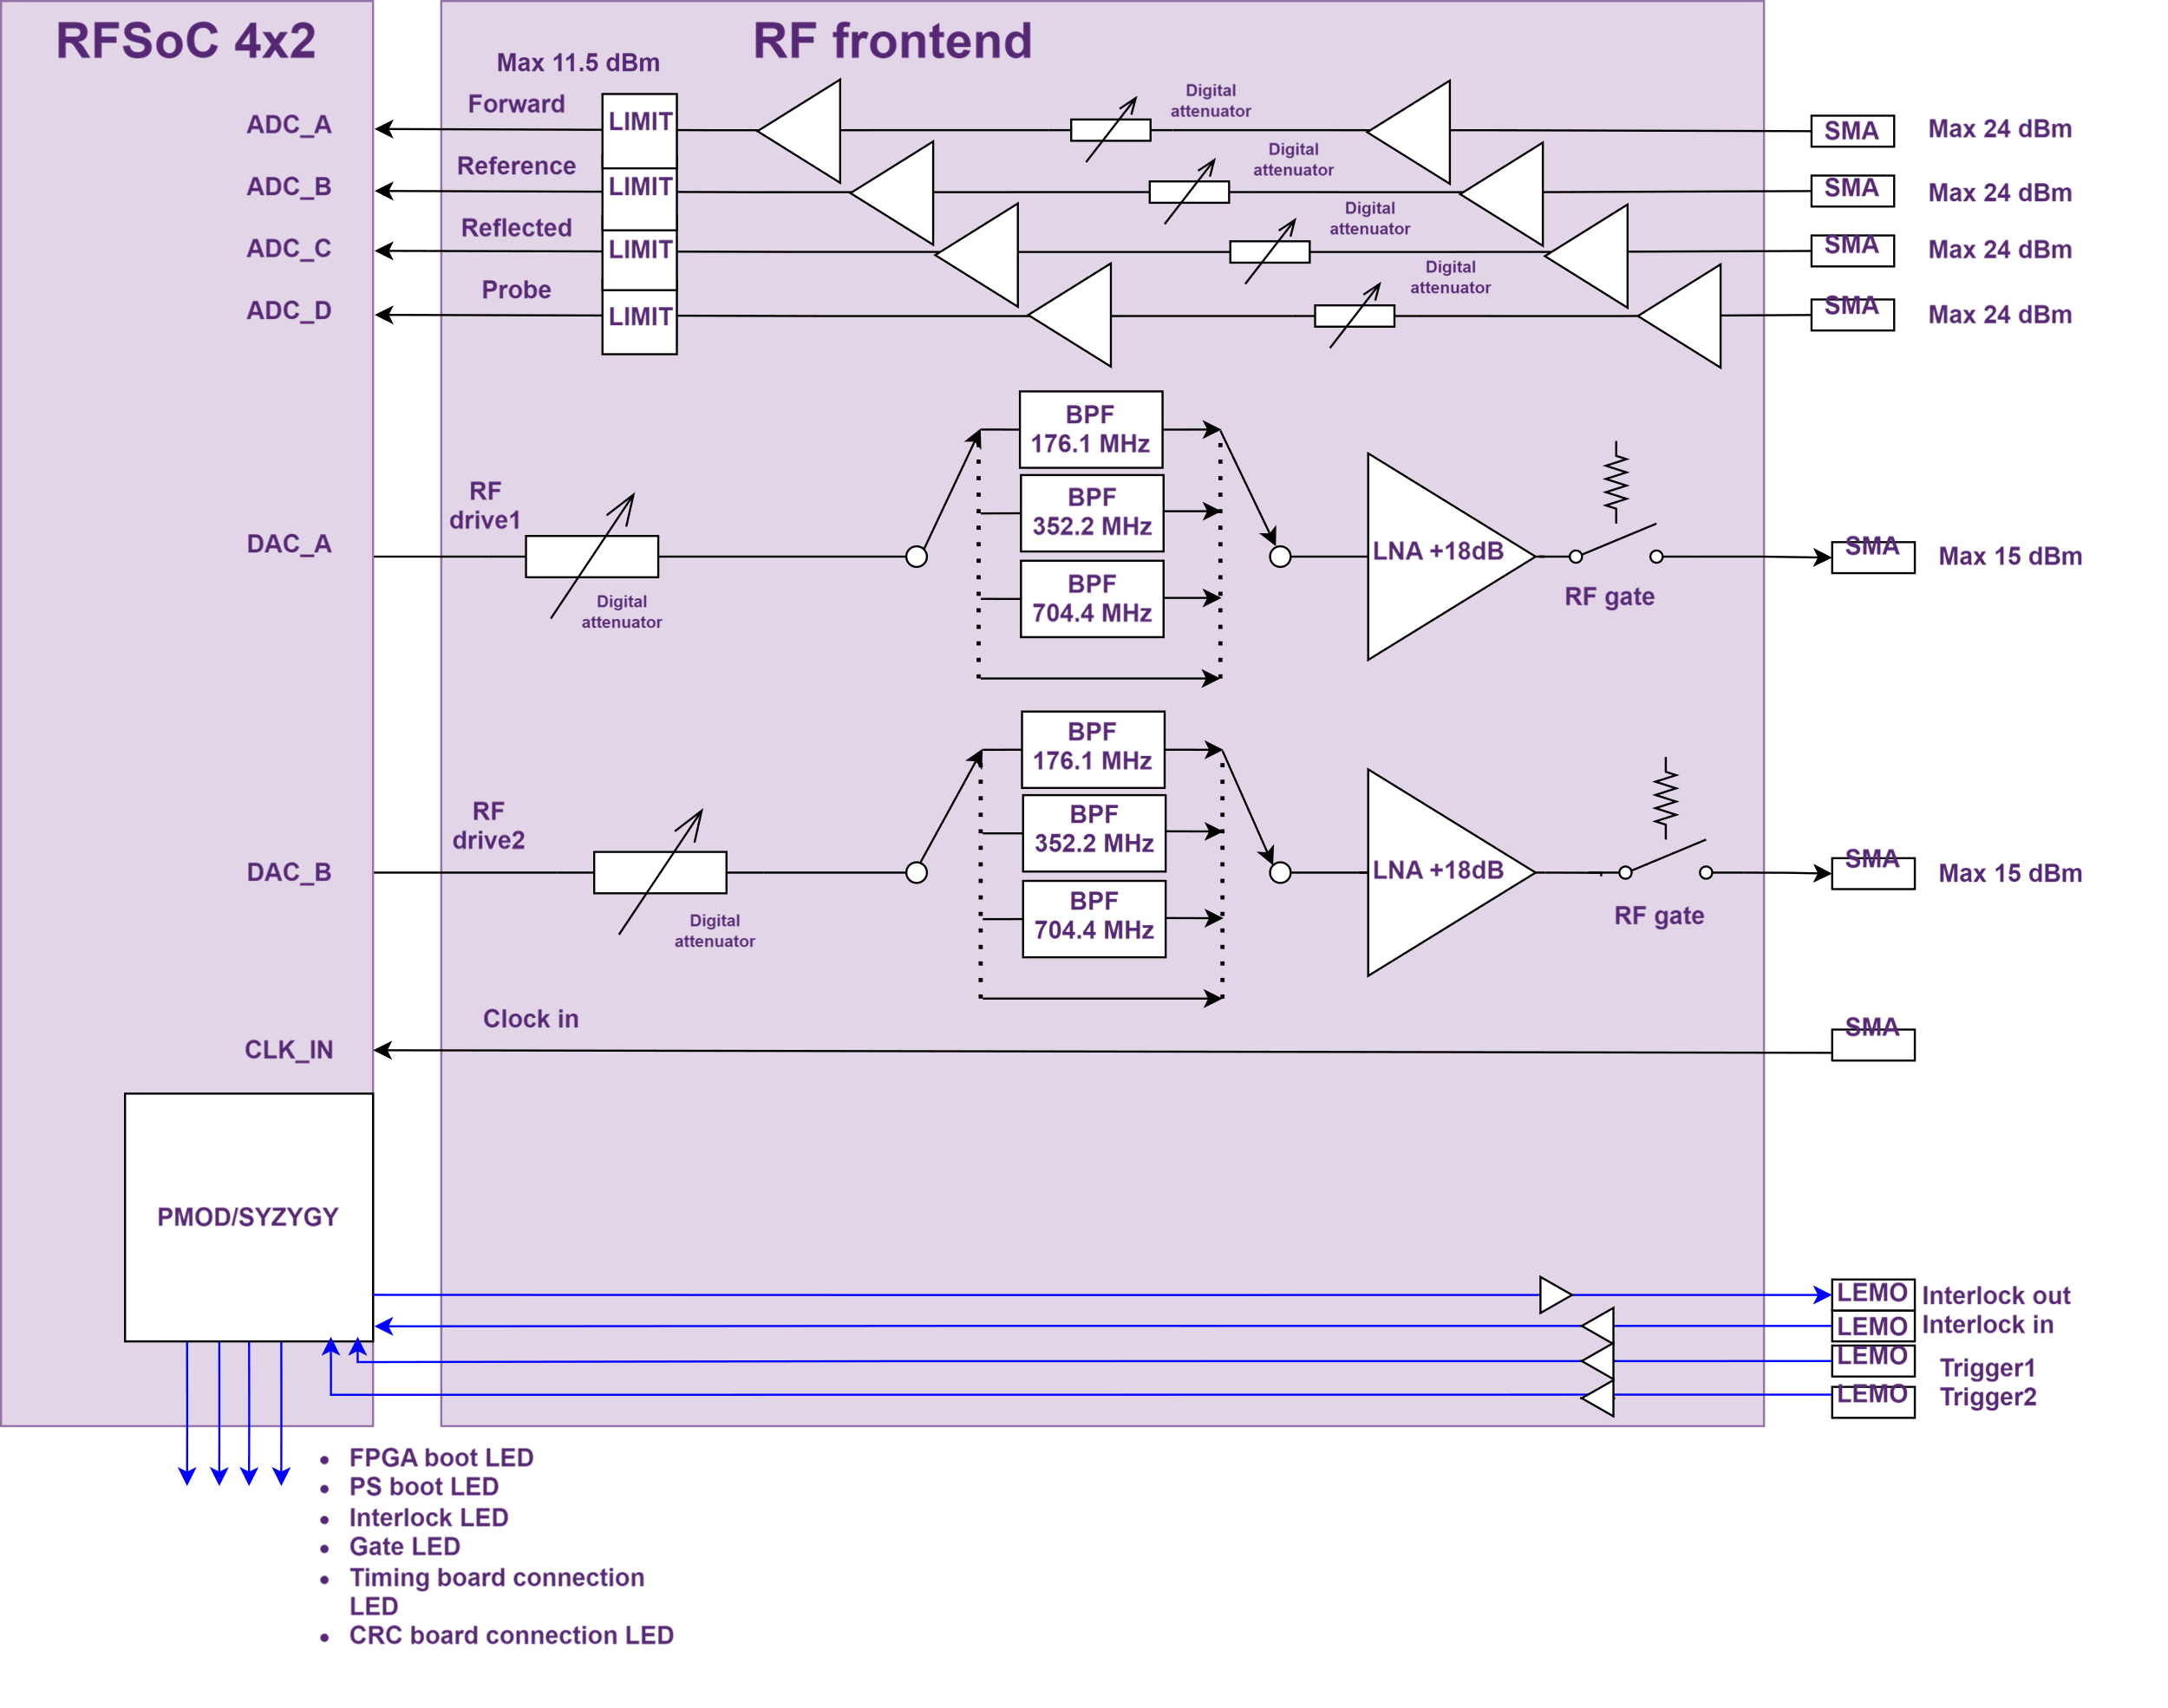 RFSoC 4x2
RF frontend
Max 11.5 dBm
Forward
ADC_A
LIMIT
Digital
attenuator
SMA
Max 24 dBm
Reference
ADC_B
LIMIT
Digital
attenuator
SMA
Max 24 dBm
Reflected
ADC_C
LIMIT
Digital
attenuator
SMA
Max 24 dBm
Probe
ADC_D
LIMIT
Digital
attenuator
SMA
Max 24 dBm
DAC_A
RF
drive1
Digital
attenuator
BPF
176.1 MHz
BPF
352.2 MHz
BPF
704.4 MHz
LNA +18dB
RF gate
SMA
Max 15 dBm
DAC_B
RF
drive2
Digital
attenuator
BPF
176.1 MHz
BPF
352.2 MHz
BPF
704.4 MHz
LNA +18dB
RF gate
SMA
Max 15 dBm
Clock in
CLK_IN
SMA
PMOD/SYZYGY
LEMO
Interlock out
LEMO
Interlock in
LEMO
Trigger1
LEMO
Trigger2
• FPGA boot LED
• PS boot LED
• Interlock LED
• Gate LED
• Timing board connection
LED
• CRC board connection LED